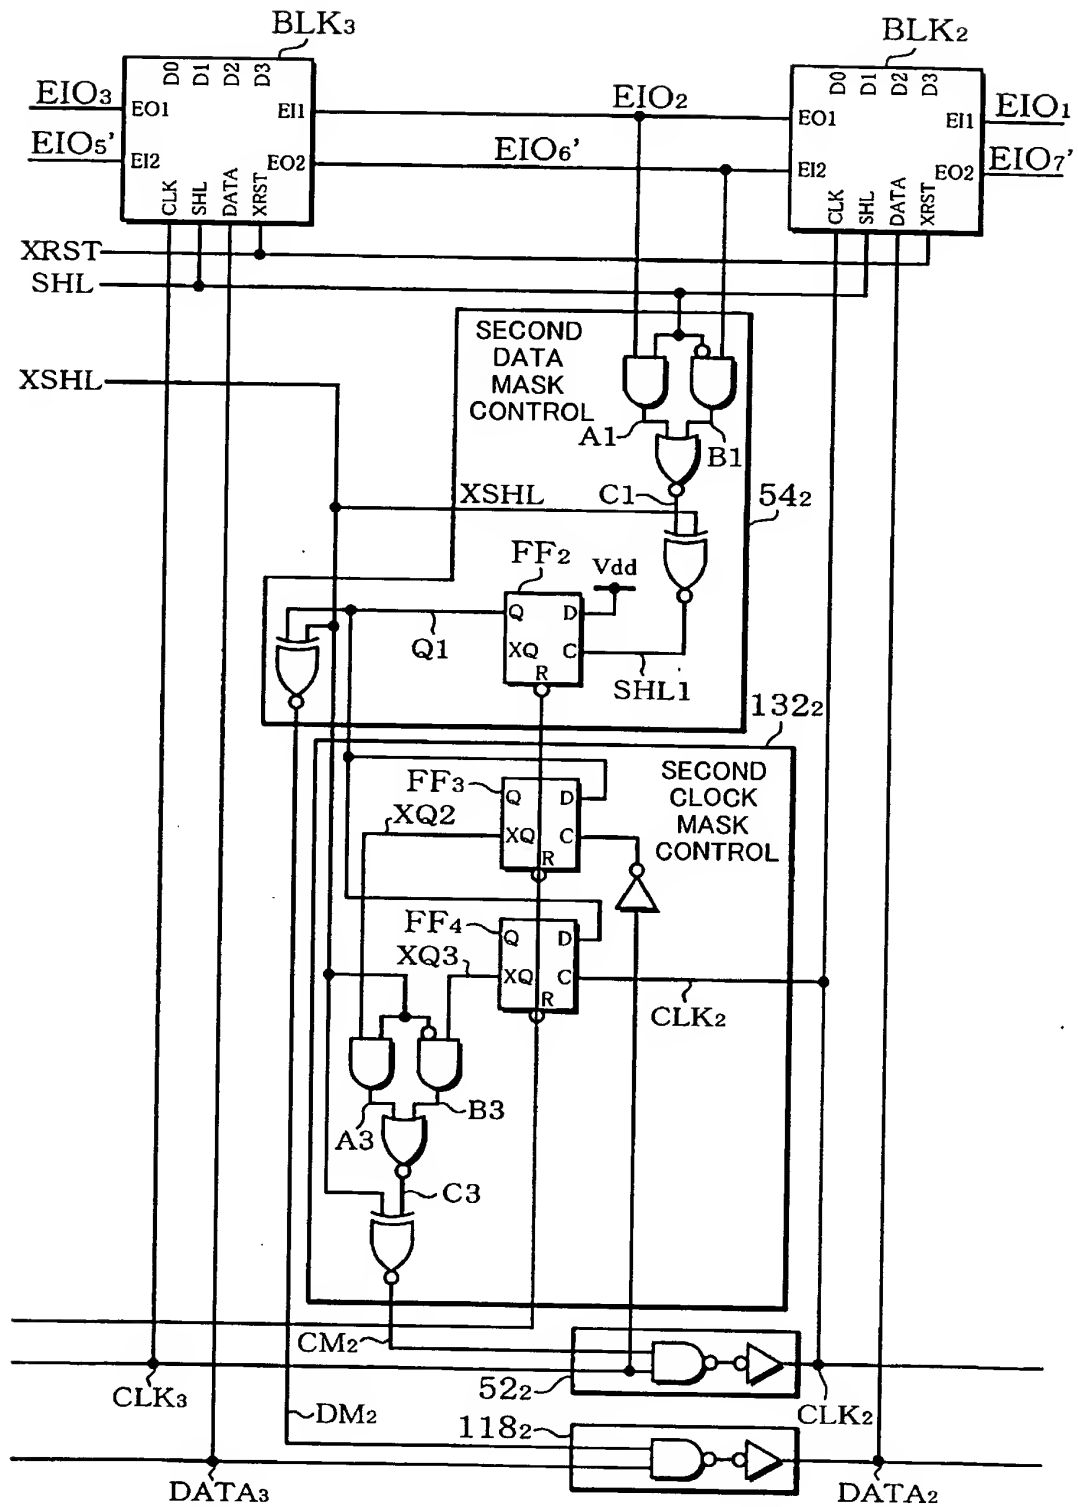 BLK3
BLK2
D0 D1 D2 D3
D0 D1 D2 D3
EIO3
EO1
EI1
EIO2
EO1
EI1
EIO1
EIO5'
EI2
EO2
EIO6'
EI2
EO2
EIO7'
CLK SHL DATA XRST
CLK SHL DATA XRST
XRST
SHL
SECOND
DATA
MASK
CONTROL
XSHL
A1
B1
XSHL
C1
542
FF2
Vdd
Q
D
Q1
XQ
C
R
SHL1
1322
SECOND
CLOCK
MASK
CONTROL
FF3
Q
D
XQ2
XQ
C
R
FF4
Q
D
XQ3
XQ
C
R
CLK2
A3
B3
C3
CM2
CLK3
522
CLK2
DM2
1182
DATA3
DATA2